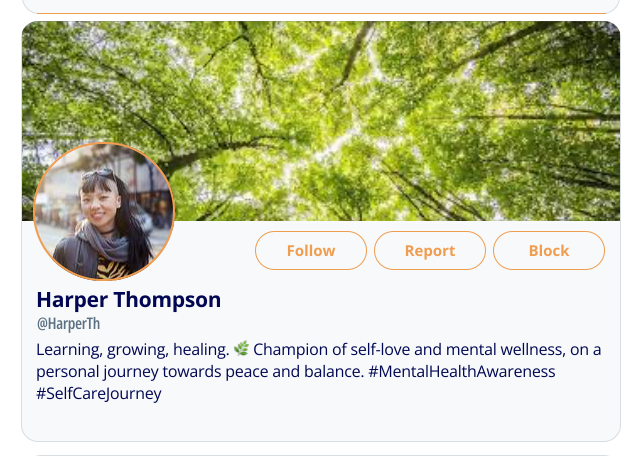 Follow
Report
Block
Harper Thompson
@HarperTh
Learning, growing, healing. 🌿 Champion of self-love and mental wellness, on a
personal journey towards peace and balance. #MentalHealthAwareness
#SelfCareJourney